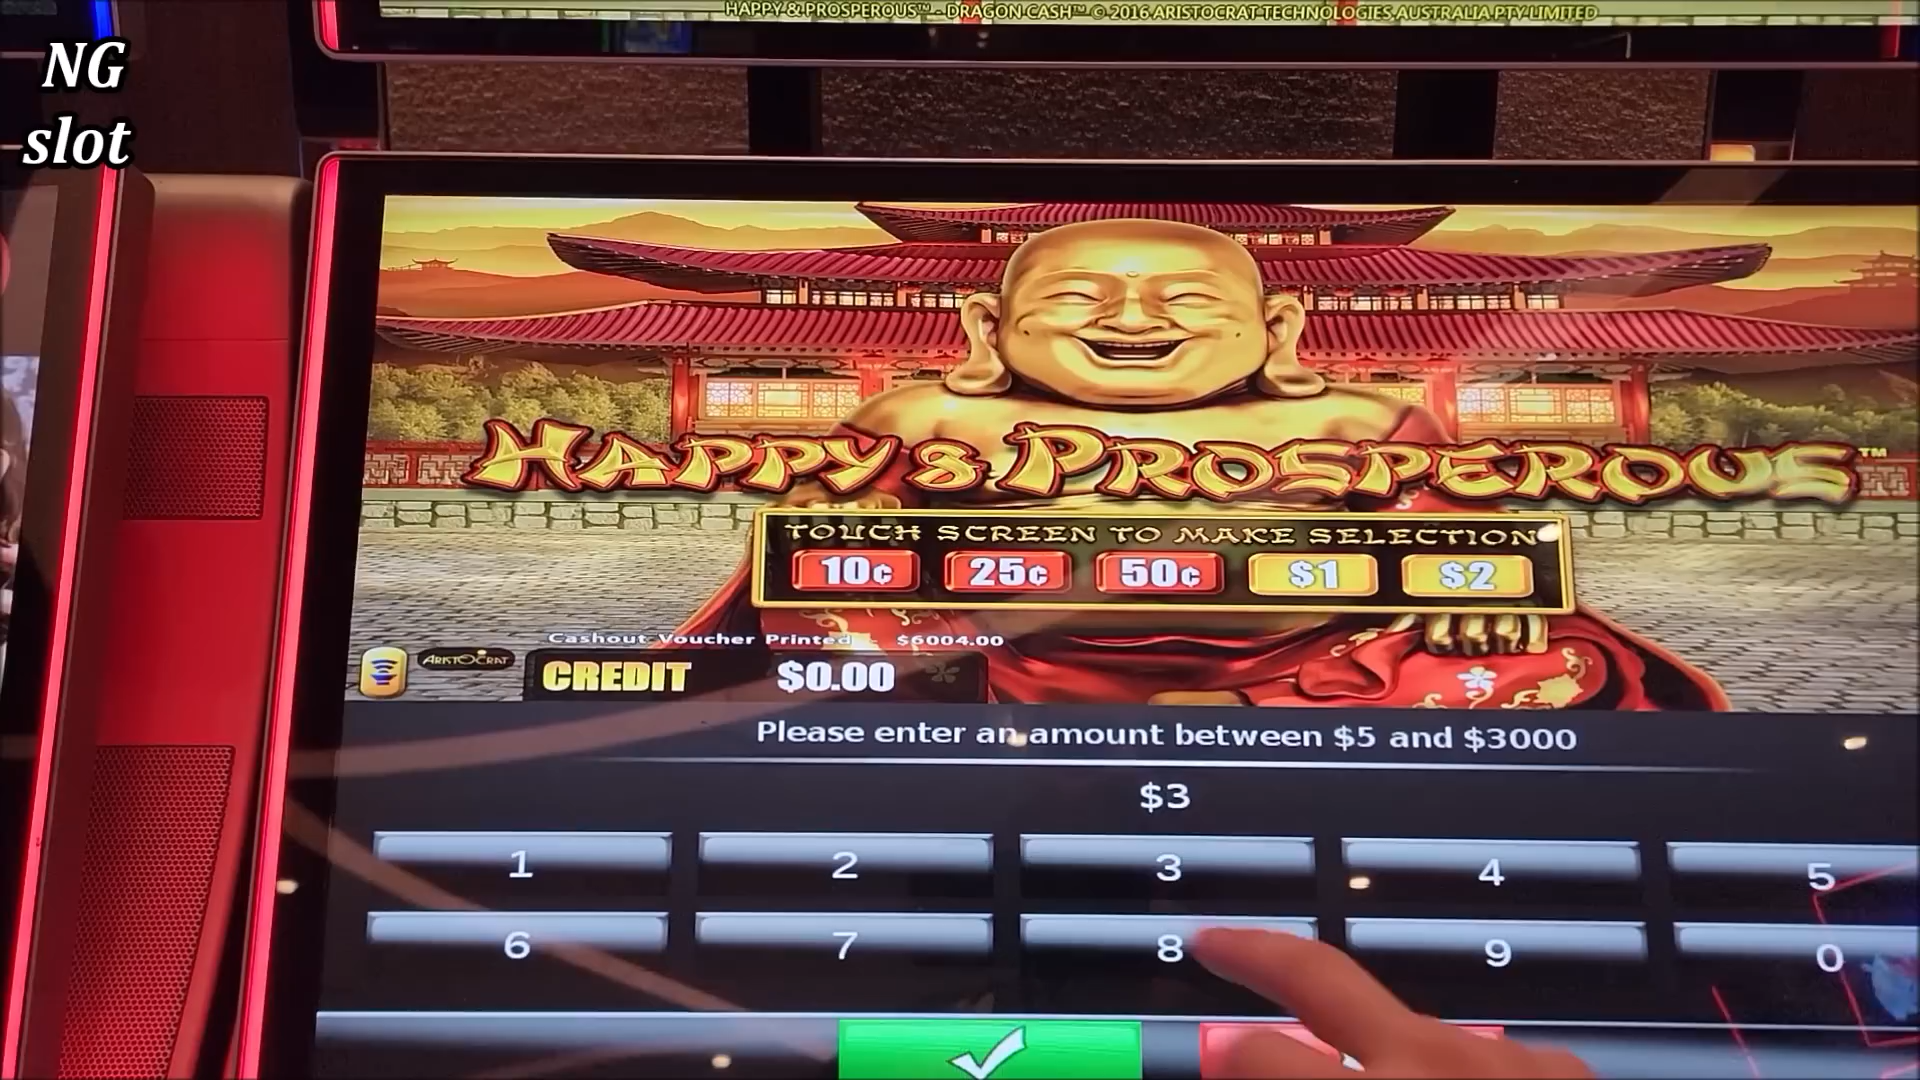 HAPPY & PROSPEROUS™ - DRAGON CASH™ © 2016 ARISTOCRAT TECHNOLOGIES AUSTRALIA PTY LIMITED
NG
slot
HAPPY & PROSPEROUS™
TOUCH SCREEN TO MAKE SELECTION
10¢ 25¢ 50¢ $1 $2
Cashout Voucher Printed - $6004.00
ARISTOCRAT
CREDIT $0.00
Please enter an amount between $5 and $3000
$3
1 2 3 4 5
6 7 8 9 0